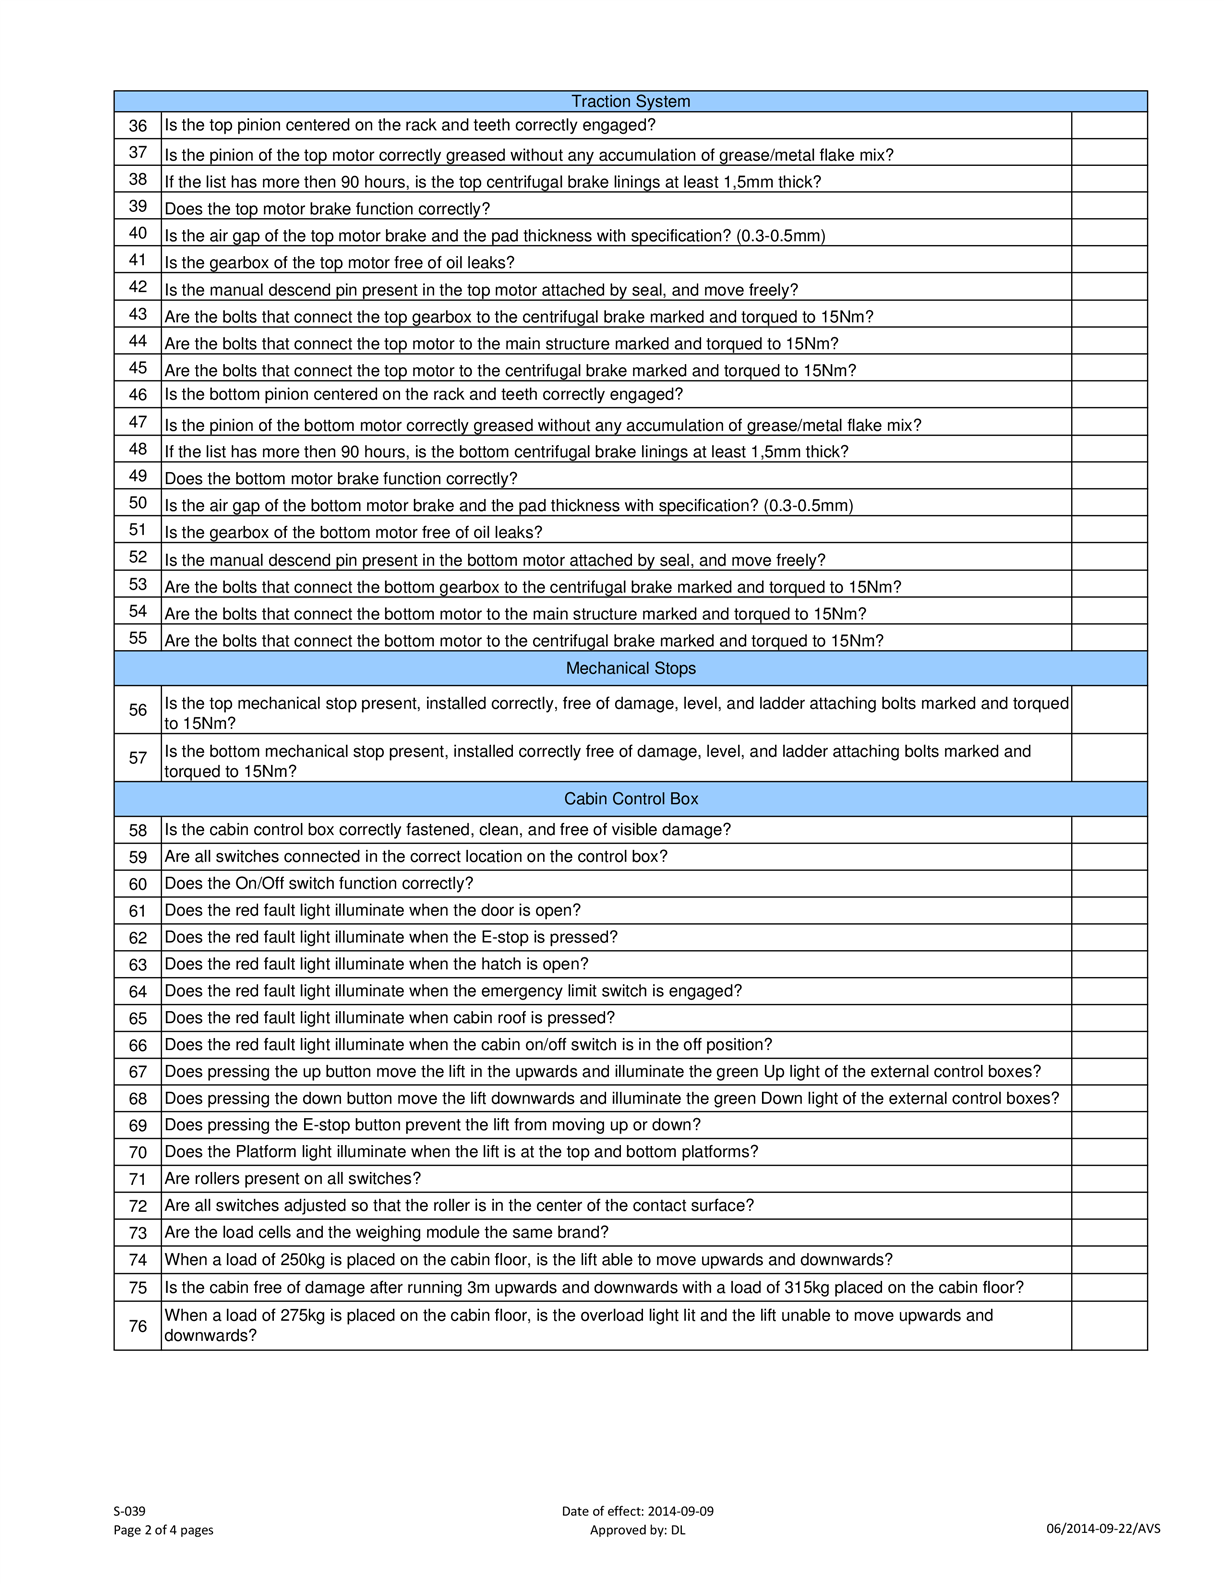 Traction System
36 Is the top pinion centered on the rack and teeth correctly engaged?
37 Is the pinion of the top motor correctly greased without any accumulation of grease/metal flake mix?
38 If the list has more then 90 hours, is the top centrifugal brake linings at least 1,5mm thick?
39 Does the top motor brake function correctly?
40 Is the air gap of the top motor brake and the pad thickness with specification? (0.3-0.5mm)
41 Is the gearbox of the top motor free of oil leaks?
42 Is the manual descend pin present in the top motor attached by seal, and move freely?
43 Are the bolts that connect the top gearbox to the centrifugal brake marked and torqued to 15Nm?
44 Are the bolts that connect the top motor to the main structure marked and torqued to 15Nm?
45 Are the bolts that connect the top motor to the centrifugal brake marked and torqued to 15Nm?
46 Is the bottom pinion centered on the rack and teeth correctly engaged?
47 Is the pinion of the bottom motor correctly greased without any accumulation of grease/metal flake mix?
48 If the list has more then 90 hours, is the bottom centrifugal brake linings at least 1,5mm thick?
49 Does the bottom motor brake function correctly?
50 Is the air gap of the bottom motor brake and the pad thickness with specification? (0.3-0.5mm)
51 Is the gearbox of the bottom motor free of oil leaks?
52 Is the manual descend pin present in the bottom motor attached by seal, and move freely?
53 Are the bolts that connect the bottom gearbox to the centrifugal brake marked and torqued to 15Nm?
54 Are the bolts that connect the bottom motor to the main structure marked and torqued to 15Nm?
55 Are the bolts that connect the bottom motor to the centrifugal brake marked and torqued to 15Nm?
Mechanical Stops
56 Is the top mechanical stop present, installed correctly, free of damage, level, and ladder attaching bolts marked and torqued
to 15Nm?
57 Is the bottom mechanical stop present, installed correctly free of damage, level, and ladder attaching bolts marked and
torqued to 15Nm?
Cabin Control Box
58 Is the cabin control box correctly fastened, clean, and free of visible damage?
59 Are all switches connected in the correct location on the control box?
60 Does the On/Off switch function correctly?
61 Does the red fault light illuminate when the door is open?
62 Does the red fault light illuminate when the E-stop is pressed?
63 Does the red fault light illuminate when the hatch is open?
64 Does the red fault light illuminate when the emergency limit switch is engaged?
65 Does the red fault light illuminate when cabin roof is pressed?
66 Does the red fault light illuminate when the cabin on/off switch is in the off position?
67 Does pressing the up button move the lift in the upwards and illuminate the green Up light of the external control boxes?
68 Does pressing the down button move the lift downwards and illuminate the green Down light of the external control boxes?
69 Does pressing the E-stop button prevent the lift from moving up or down?
70 Does the Platform light illuminate when the lift is at the top and bottom platforms?
71 Are rollers present on all switches?
72 Are all switches adjusted so that the roller is in the center of the contact surface?
73 Are the load cells and the weighing module the same brand?
74 When a load of 250kg is placed on the cabin floor, is the lift able to move upwards and downwards?
75 Is the cabin free of damage after running 3m upwards and downwards with a load of 315kg placed on the cabin floor?
76 When a load of 275kg is placed on the cabin floor, is the overload light lit and the lift unable to move upwards and
downwards?
S-039 Date of effect: 2014-09-09
Page 2 of 4 pages Approved by: DL 06/2014-09-22/AVS